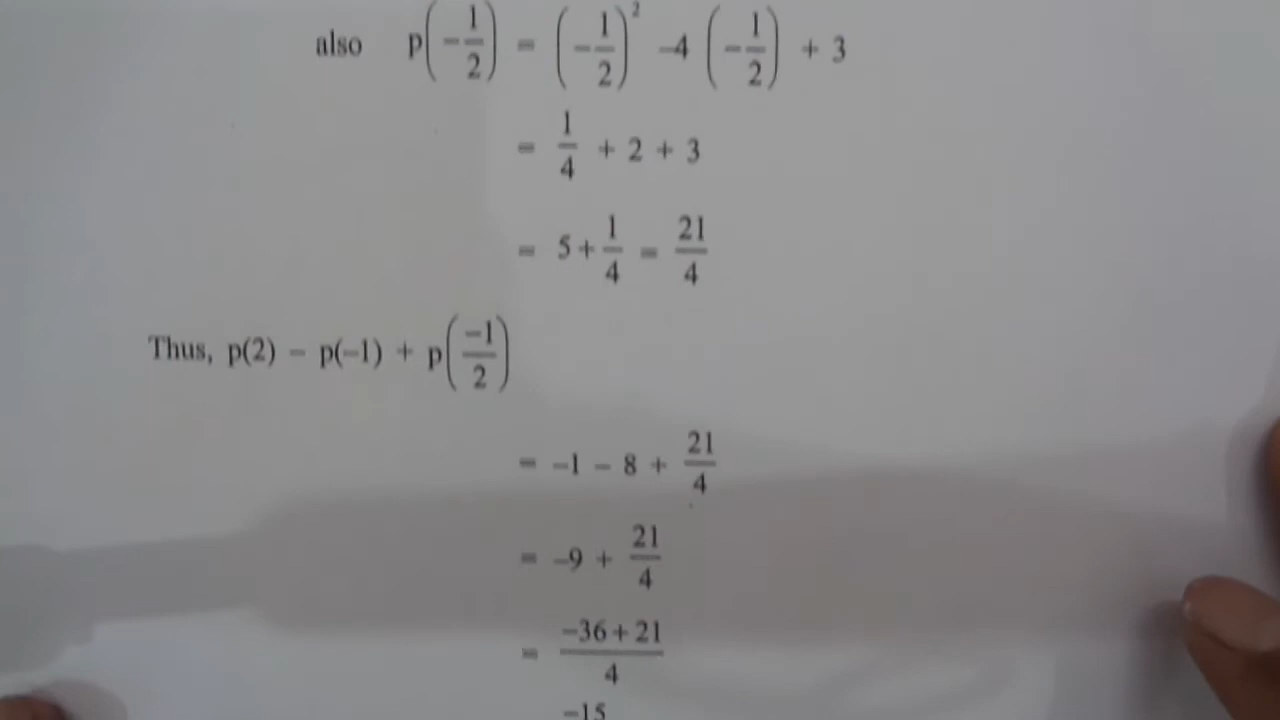 also p(-1/2) = (-1/2)² -4 (-1/2) + 3
= 1/4 + 2 + 3
= 5 + 1/4 = 21/4
Thus, p(2) - p(-1) + p(-1/2)
= -1 - 8 + 21/4
= -9 + 21/4
= -36+21/4
-15